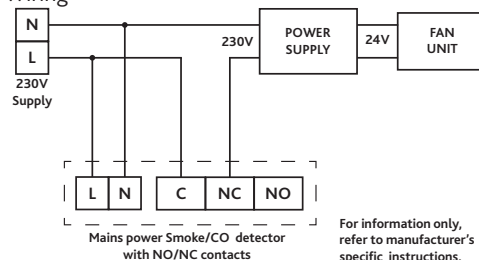 Wiring
N
L
230V
Supply
230V
POWER
SUPPLY
24V
FAN
UNIT
L N C NC NO
Mains power Smoke/CO detector
with NO/NC contacts
For information only,
refer to manufacturer's
specific instructions.